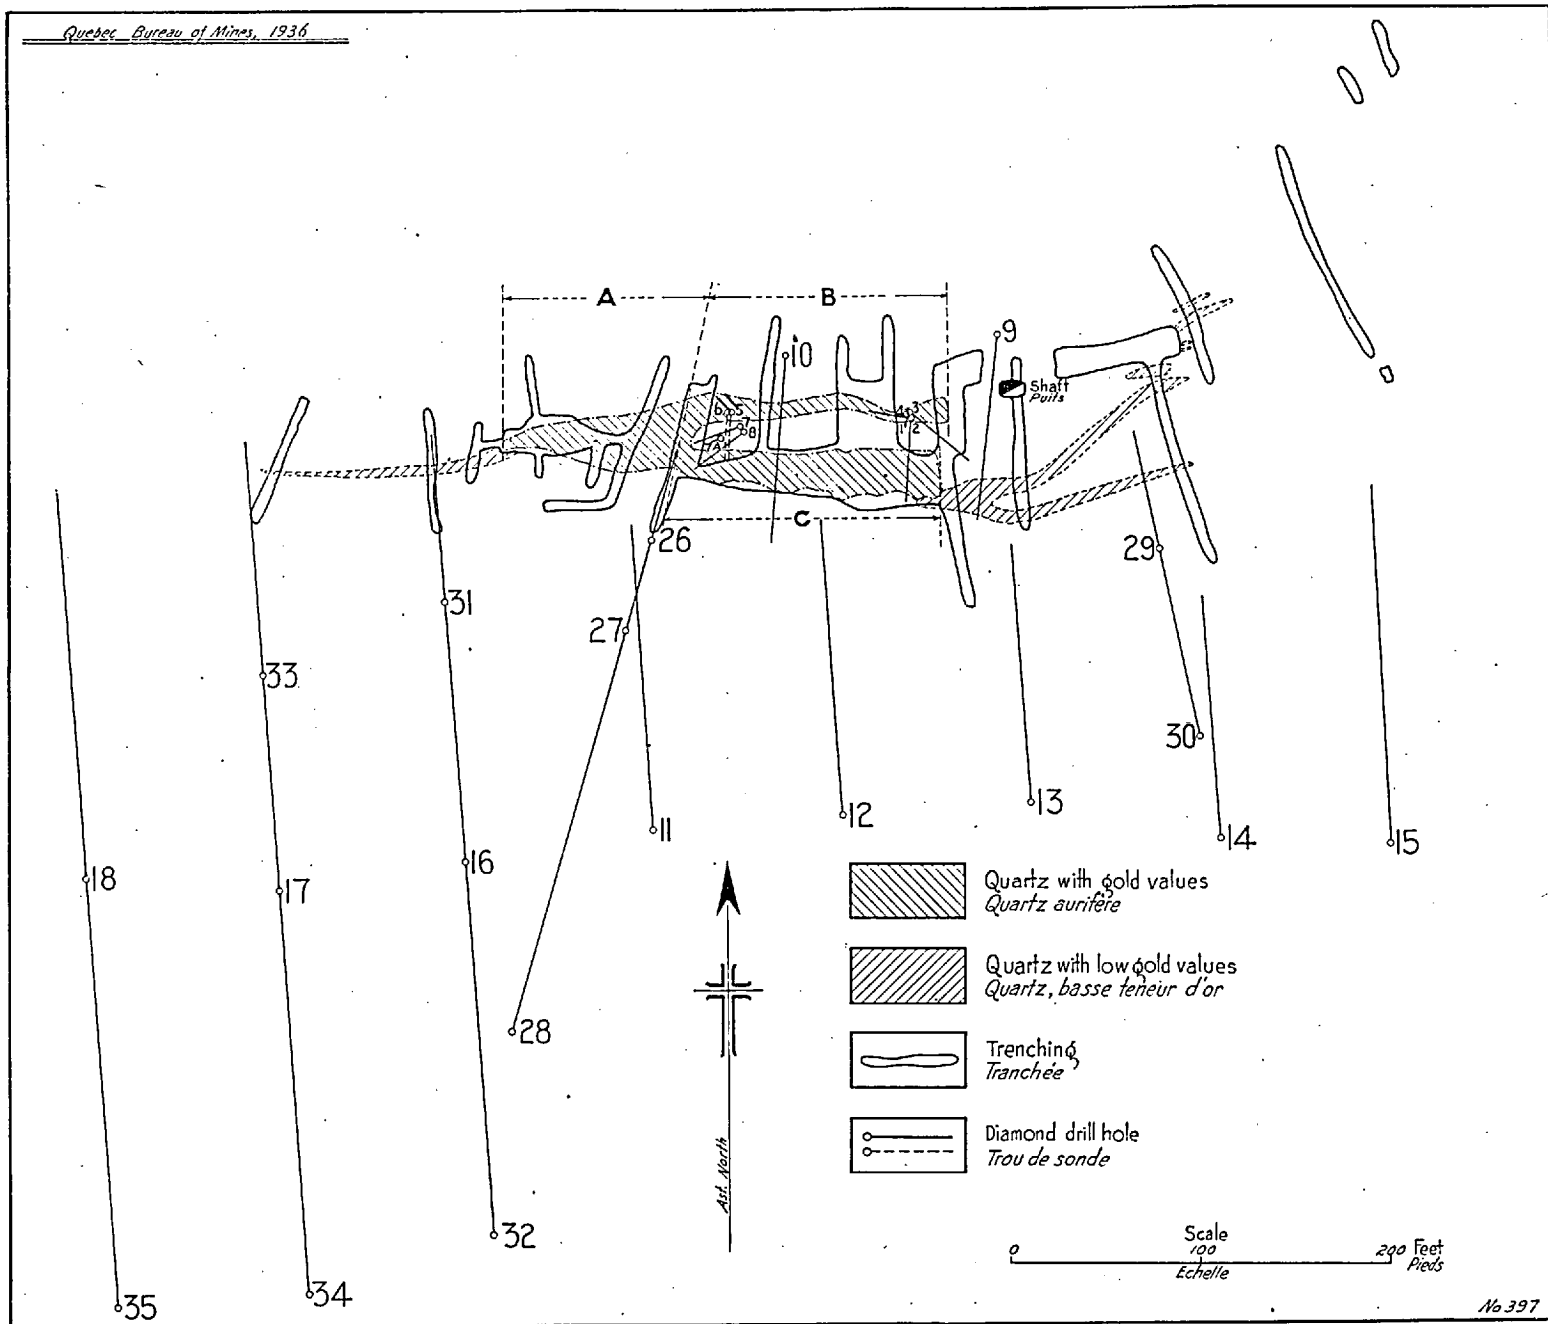 Quebec Bureau of Mines, 1936
A
B
9
10
Shaft
Puits
6 5
7
8
4 3
1 2
C
26
29
31
27
33
30
13
12
11
14
15
16
18
17
Quartz with gold values
Quartz aurifère
Quartz with low gold values
Quartz, basse teneur d'or
28
Trenching
Tranchée
Diamond drill hole
Trou de sonde
Ast. North
32
Scale
0 100 200 Feet
Pieds
Echelle
34
35
No 397